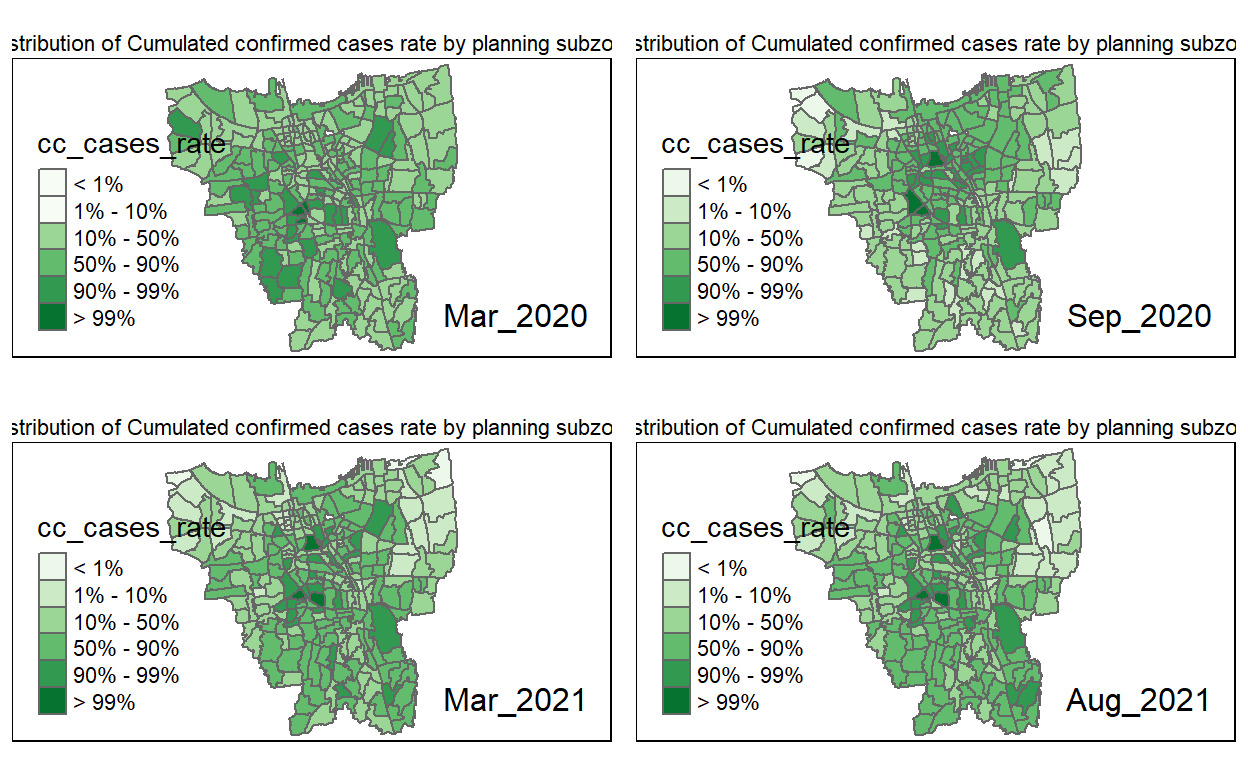 stribution of Cumulated confirmed cases rate by planning subzo
cc_cases_rate
< 1%
1% - 10%
10% - 50%
50% - 90%
90% - 99%
> 99%
Mar_2020
stribution of Cumulated confirmed cases rate by planning subzo
cc_cases_rate
< 1%
1% - 10%
10% - 50%
50% - 90%
90% - 99%
> 99%
Sep_2020
stribution of Cumulated confirmed cases rate by planning subzo
cc_cases_rate
< 1%
1% - 10%
10% - 50%
50% - 90%
90% - 99%
> 99%
Mar_2021
stribution of Cumulated confirmed cases rate by planning subzo
cc_cases_rate
< 1%
1% - 10%
10% - 50%
50% - 90%
90% - 99%
> 99%
Aug_2021